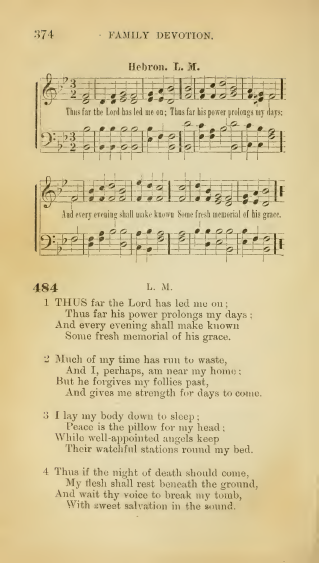 374 FAMILY DEVOTION.
Hebron. L. M.
Thus far the Lord has led me on; Thus far his power prolongs my days;
And every evening shall make known Some fresh memorial of his grace.
484 L. M.
1 THUS far the Lord has led me on;
Thus far his power prolongs my days;
And every evening shall make known
Some fresh memorial of his grace.
2 Much of my time has run to waste,
And I, perhaps, am near my home;
But he forgives my follies past,
And gives me strength for days to come.
3 I lay my body down to sleep;
Peace is the pillow for my head;
While well-appointed angels keep
Their watchful stations round my bed.
4 Thus if the night of death should come,
My flesh shall rest beneath the ground,
And wait thy voice to break my tomb,
With sweet salvation in the sound.